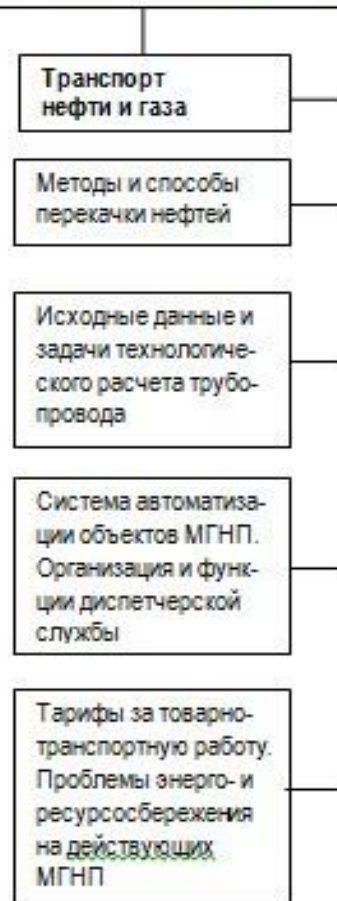 Транспорт
нефти и газа
Методы и способы
перекачки нефтей
Исходные данные и
задачи технологиче-
ского расчета трубо-
провода
Система автоматиза-
ции объектов МГНП.
Организация и функ-
ции диспетчерской
службы
Тарифы за товарно-
транспортную работу.
Проблемы энерго- и
ресурсосбережения
на действующих
МГНП